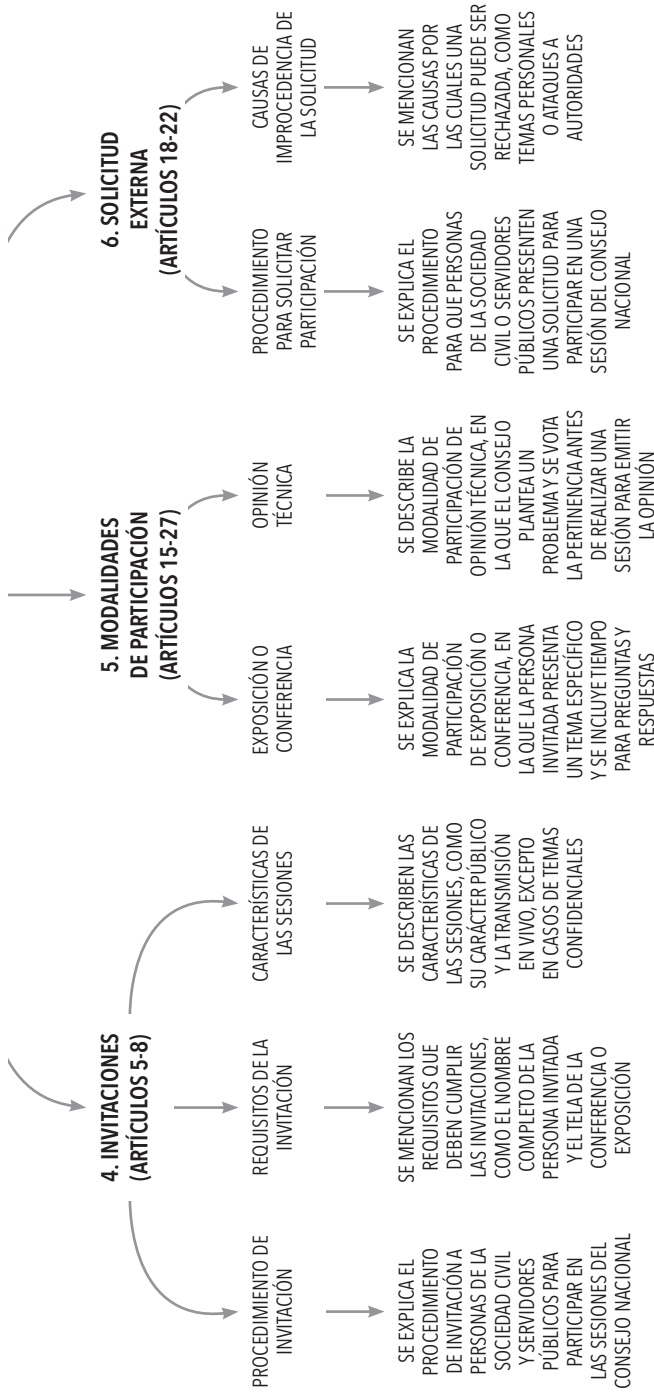 4. INVITACIONES
(ARTÍCULOS 5-8)
PROCEDIMIENTO DE
INVITACIÓN
SE EXPLICA EL
PROCEDIMIENTO
DE INVITACIÓN A
PERSONAS DE LA
SOCIEDAD CIVIL
Y SERVIDORES
PÚBLICOS PARA
PARTICIPAR EN
LAS SESIONES DEL
CONSEJO NACIONAL
REQUISITOS DE LA
INVITACIÓN
SE MENCIONAN LOS
REQUISITOS QUE
DEBEN CUMPLIR
LAS INVITACIONES,
COMO EL NOMBRE
COMPLETO DE LA
PERSONA INVITADA
Y EL TELA DE LA
CONFERENCIA O
EXPOSICIÓN
CARACTERÍSTICAS DE
LAS SESIONES
SE DESCRIBEN LAS
CARACTERÍSTICAS DE
LAS SESIONES, COMO
SU CARÁCTER PÚBLICO
Y LA TRANSMISIÓN
EN VIVO, EXCEPTO
EN CASOS DE TEMAS
CONFIDENCIALES
5. MODALIDADES
DE PARTICIPACIÓN
(ARTÍCULOS 15-27)
EXPOSICIÓN O
CONFERENCIA
SE EXPLICA LA
MODALIDAD DE
PARTICIPACIÓN
DE EXPOSICIÓN O
CONFERENCIA, EN
LA QUE LA PERSONA
INVITADA PRESENTA
UN TEMA ESPECÍFICO
Y SE INCLUYE TIEMPO
PARA PREGUNTAS Y
RESPUESTAS
OPINIÓN
TÉCNICA
SE DESCRIBE LA
MODALIDAD DE
PARTICIPACIÓN DE
OPINIÓN TÉCNICA, EN
LA QUE EL CONSEJO
PLANTEA UN
PROBLEMA Y SE VOTA
LA PERTINENCIA ANTES
DE REALIZAR UNA
SESIÓN PARA EMITIR
LA OPINIÓN
6. SOLICITUD
EXTERNA
(ARTÍCULOS 18-22)
PROCEDIMIENTO
PARA SOLICITAR
PARTICIPACIÓN
SE EXPLICA EL
PROCEDIMIENTO
PARA QUE PERSONAS
DE LA SOCIEDAD
CIVIL O SERVIDORES
PÚBLICOS PRESENTEN
UNA SOLICITUD PARA
PARTICIPAR EN UNA
SESIÓN DEL CONSEJO
NACIONAL
CAUSAS DE
IMPROCEDENCIA DE
LA SOLICITUD
SE MENCIONAN
LAS CAUSAS POR
LAS CUALES UNA
SOLICITUD PUEDE SER
RECHAZADA, COMO
TEMAS PERSONALES
O ATAQUES A
AUTORIDADES